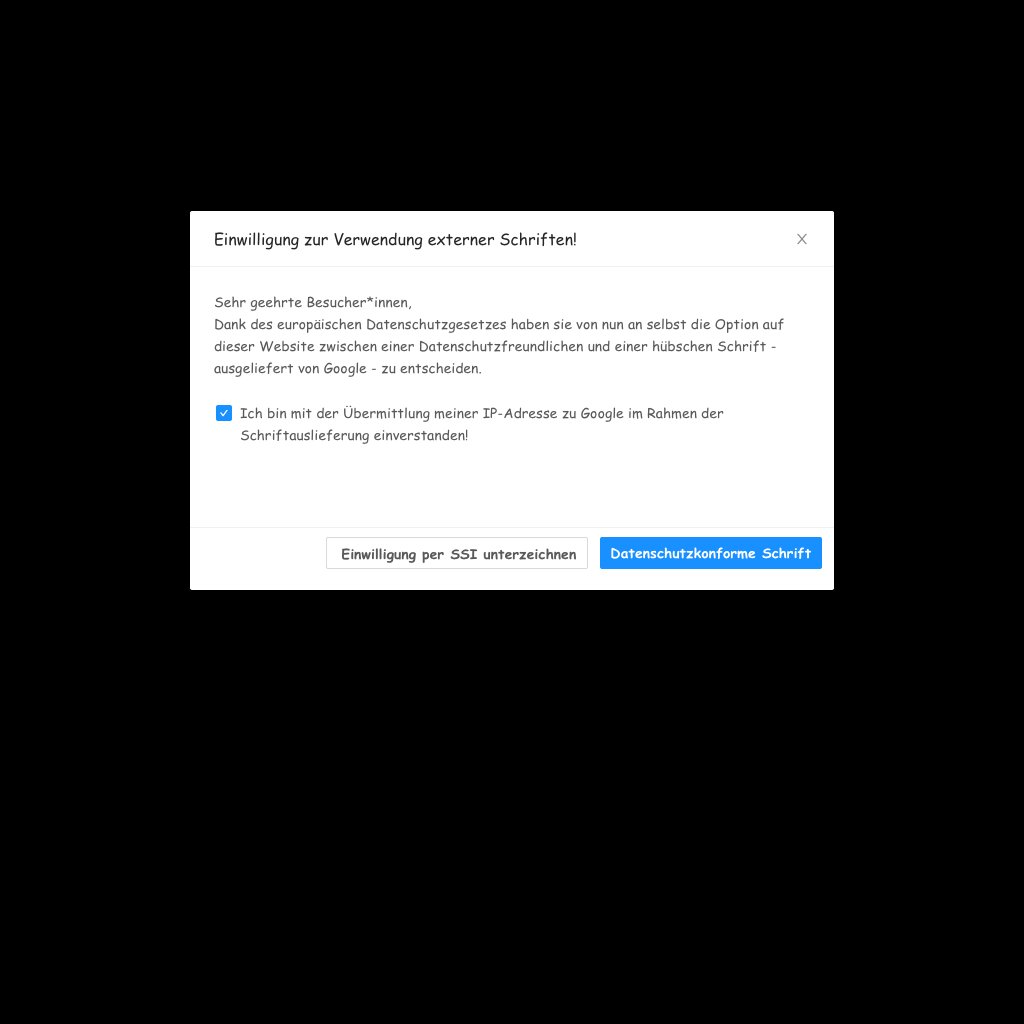 Einwilligung zur Verwendung externer Schriften!
Sehr geehrte Besucher*innen,
Dank des europäischen Datenschutzgesetzes haben sie von nun an selbst die Option auf
dieser Website zwischen einer Datenschutzfreundlichen und einer hübschen Schrift -
ausgeliefert von Google - zu entscheiden.
Ich bin mit der Übermittlung meiner IP-Adresse zu Google im Rahmen der
Schriftauslieferung einverstanden!
Einwilligung per SSI unterzeichnen
Datenschutzkonforme Schrift